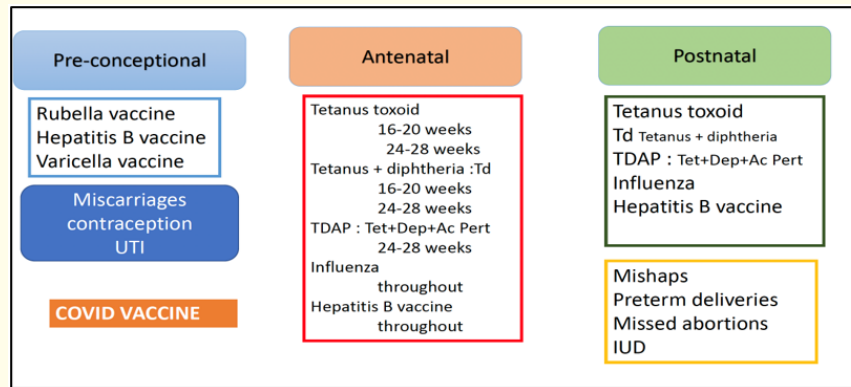 Pre-conceptional
Rubella vaccine
Hepatitis B vaccine
Varicella vaccine
Miscarriages
contraception
UTI
COVID VACCINE
Antenatal
Tetanus toxoid
16-20 weeks
24-28 weeks
Tetanus + diphtheria :Td
16-20 weeks
24-28 weeks
TDAP : Tet+Dep+Ac Pert
24-28 weeks
Influenza
throughout
Hepatitis B vaccine
throughout
Postnatal
Tetanus toxoid
Td Tetanus + diphtheria
TDAP : Tet+Dep+Ac Pert
Influenza
Hepatitis B vaccine
Mishaps
Preterm deliveries
Missed abortions
IUD